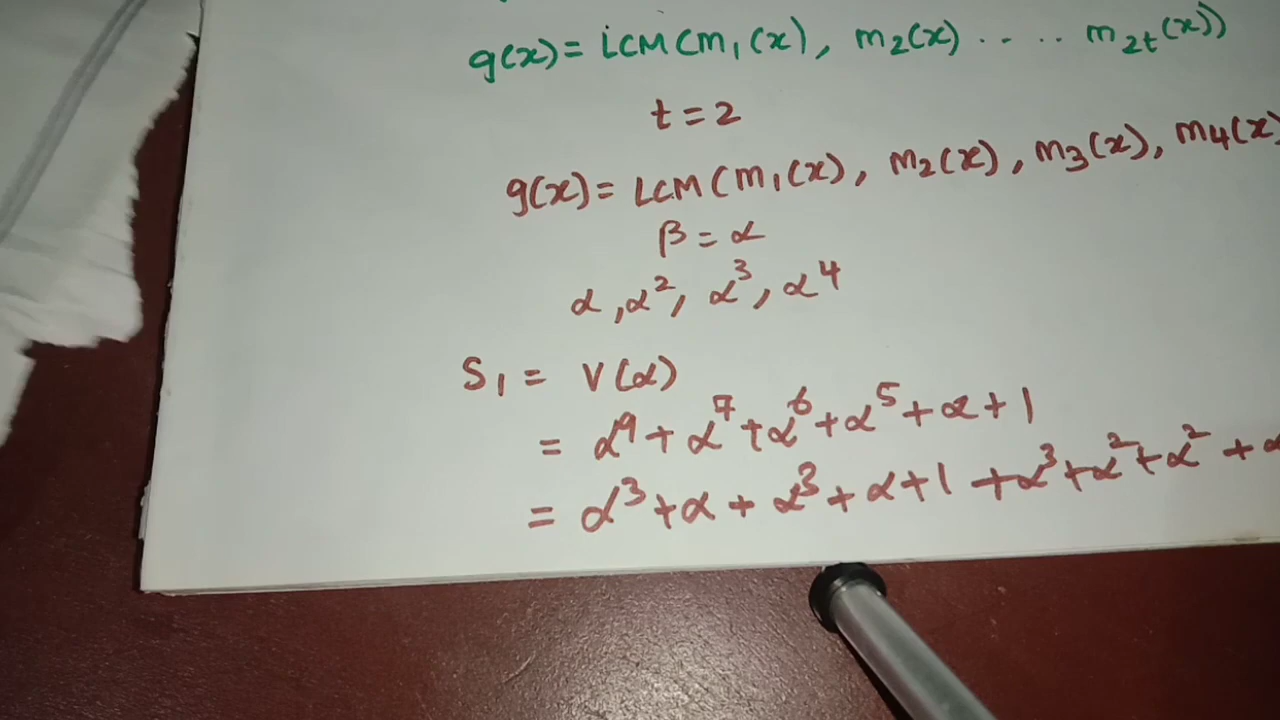 g(x) = LCM(m₁(x), m₂(x) ‐ ‐ ‐ ‐ m₂ₜ(x))
t = 2
g(x) = LCM(m₁(x), m₂(x), m₃(x), m₄(x)
β = α
α, α², α³, α⁴
S₁ = V(α)
= α⁹ + α⁷ + α⁶ + α⁵ + α + 1
= α³ + α + α³ + α + 1 + α³ + α² + α² +